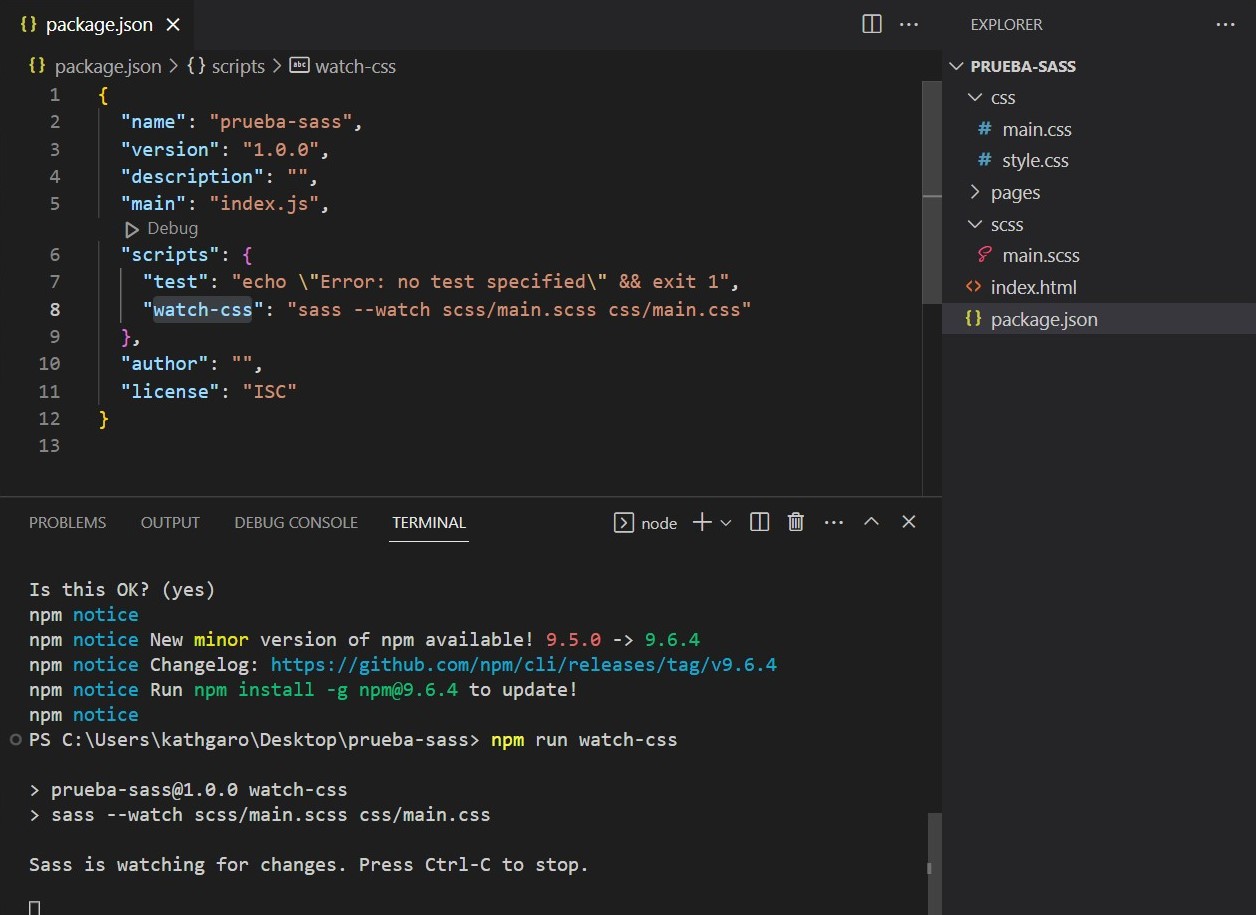 {} package.json
{} package.json > {} scripts > abc watch-css
1 {
2 "name": "prueba-sass",
3 "version": "1.0.0",
4 "description": "",
5 "main": "index.js",
Debug
6 "scripts": {
7 "test": "echo \"Error: no test specified\" && exit 1",
8 "watch-css": "sass --watch scss/main.scss css/main.css"
9 },
10 "author": "",
11 "license": "ISC"
12 }
13
PROBLEMS OUTPUT DEBUG CONSOLE TERMINAL node
Is this OK? (yes)
npm notice
npm notice New minor version of npm available! 9.5.0 -> 9.6.4
npm notice Changelog: https://github.com/npm/cli/releases/tag/v9.6.4
npm notice Run npm install -g npm@9.6.4 to update!
npm notice
PS C:\Users\kathgaro\Desktop\prueba-sass> npm run watch-css
> prueba-sass@1.0.0 watch-css
> sass --watch scss/main.scss css/main.css
Sass is watching for changes. Press Ctrl-C to stop.
EXPLORER
PRUEBA-SASS
css
# main.css
# style.css
pages
scss
main.scss
<> index.html
{} package.json